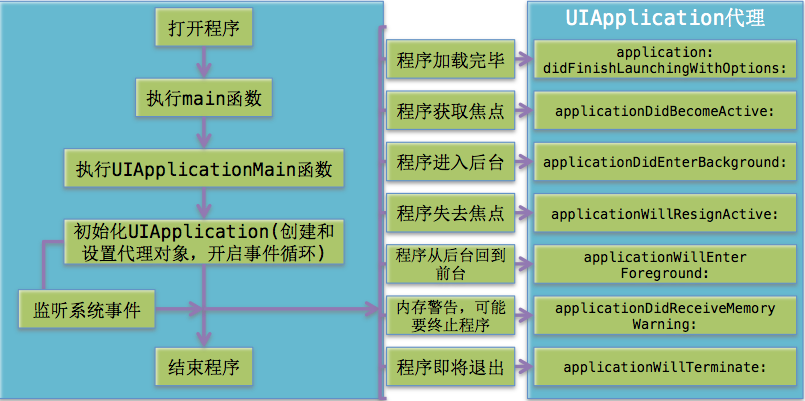 打开程序
执行main函数
执行UIApplicationMain函数
初始化UIApplication(创建和
设置代理对象，开启事件循环)
监听系统事件
结束程序
程序加载完毕
程序获取焦点
程序进入后台
程序失去焦点
程序从后台回到
前台
内存警告，可能
要终止程序
程序即将退出
UIApplication代理
application:
didFinishLaunchingWithOptions:
applicationDidBecomeActive:
applicationDidEnterBackground:
applicationWillResignActive:
applicationWillEnter
Foreground:
applicationDidReceiveMemory
Warning:
applicationWillTerminate: